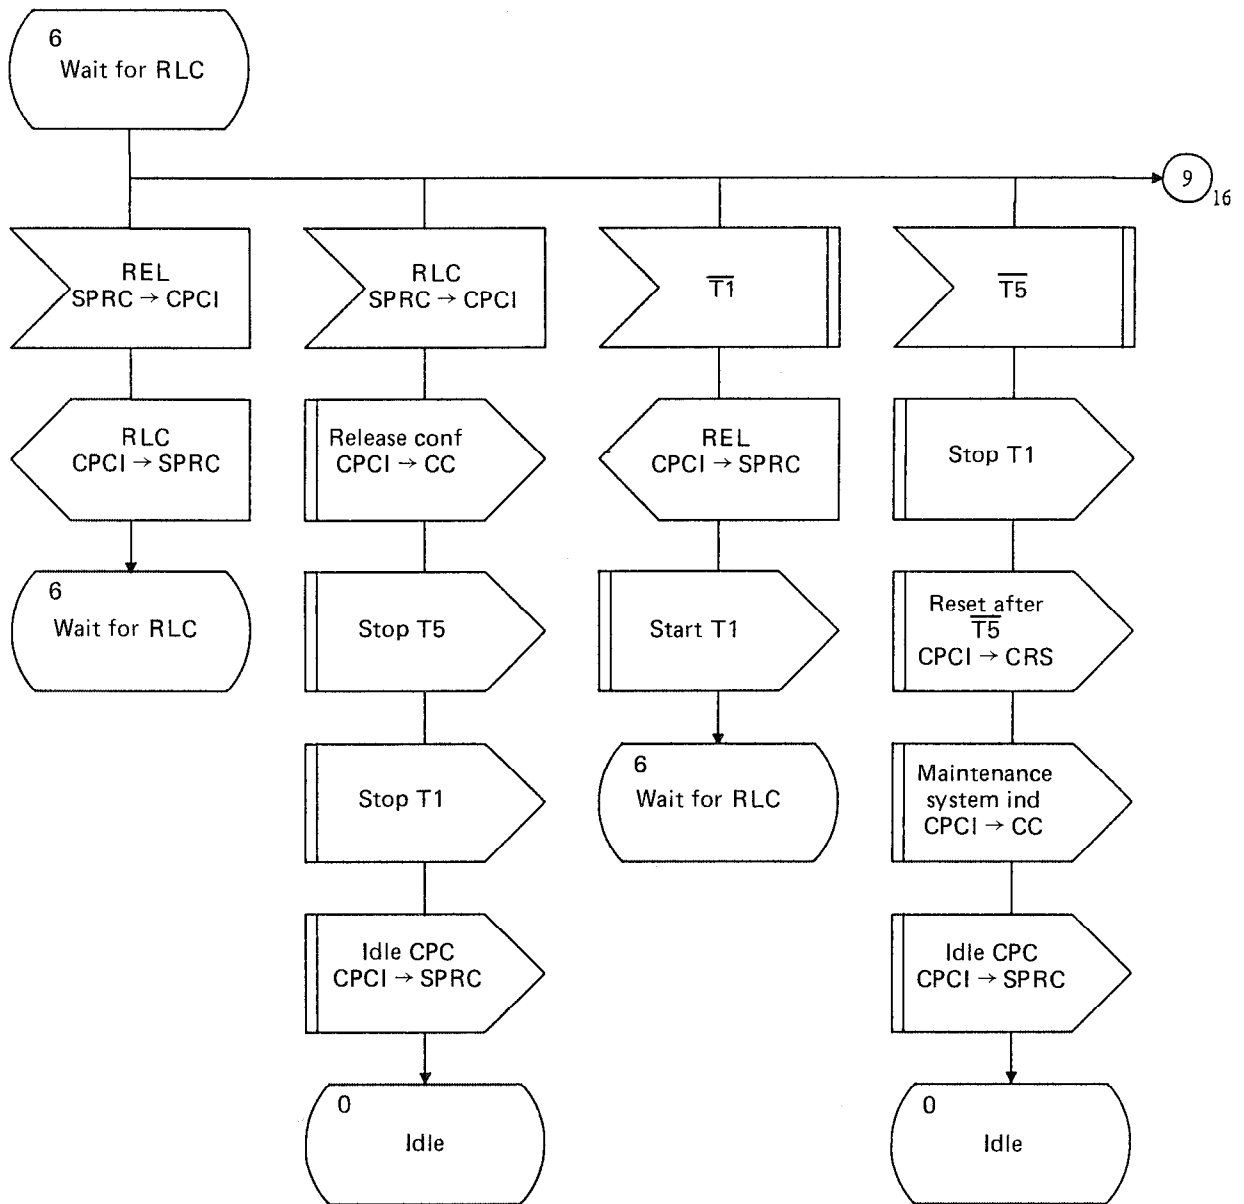 6
Wait for RLC
9
16
REL
SPRC → CPCI
RLC
CPCI → SPRC
6
Wait for RLC
RLC
SPRC → CPCI
Release conf
CPCI → CC
Stop T5
Stop T1
Idle CPC
CPCI → SPRC
0
Idle
T̅1̅
REL
CPCI → SPRC
Start T1
6
Wait for RLC
T̅5̅
Stop T1
Reset after
T̅5̅
CPCI → CRS
Maintenance
system ind
CPCI → CC
Idle CPC
CPCI → SPRC
0
Idle